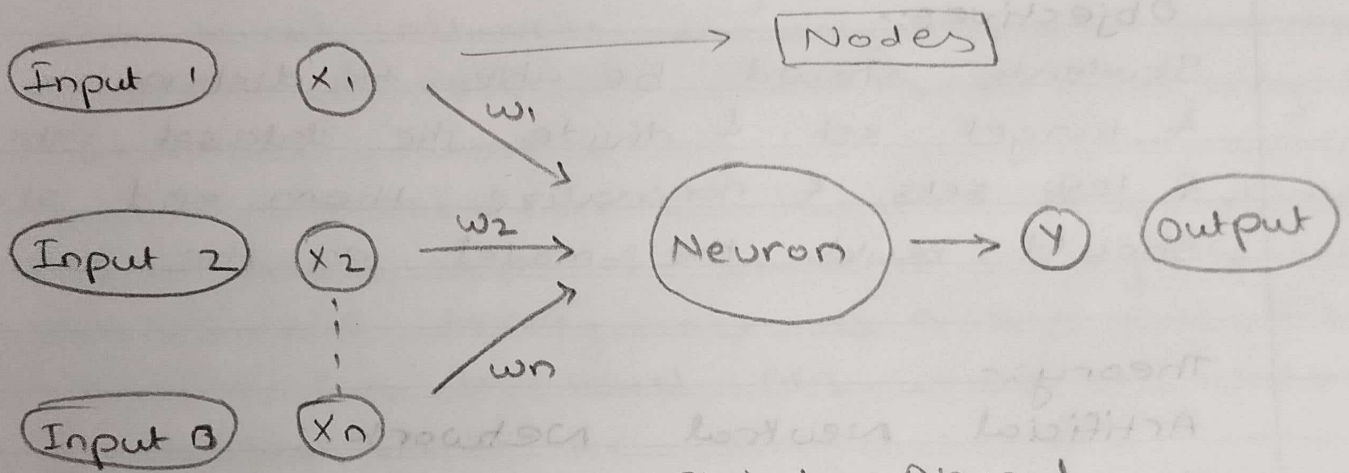 Nodes
Input 1 X1
w1
Input 2 X2 w2 Neuron Y Output
wn
Input Xn